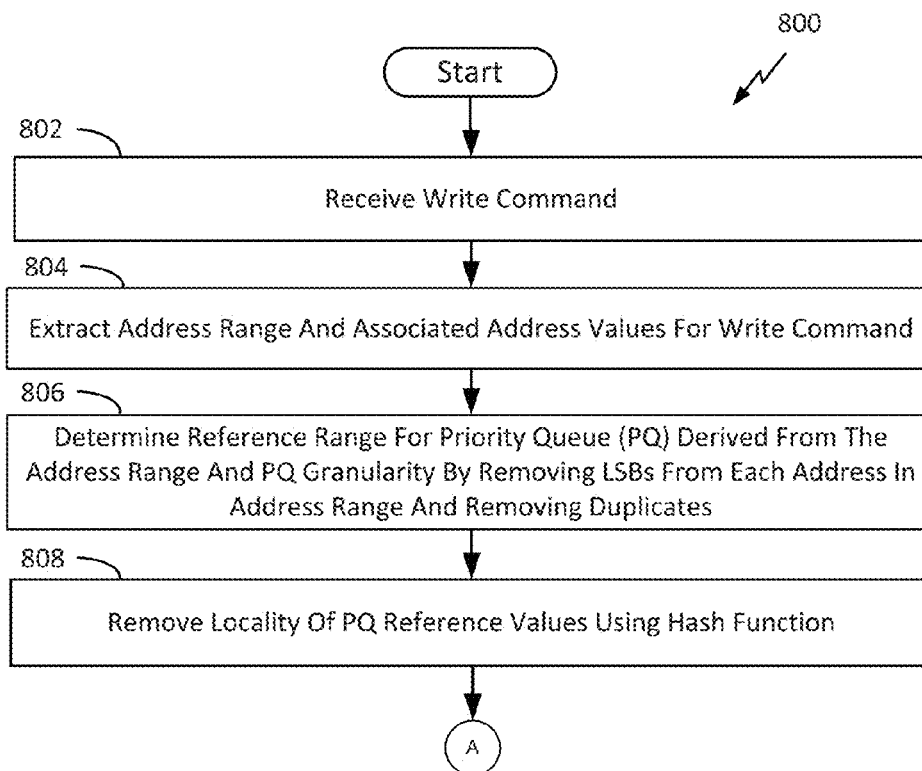 800
Start
802
Receive Write Command
804
Extract Address Range And Associated Address Values For Write Command
806
Determine Reference Range For Priority Queue (PQ) Derived From The
Address Range And PQ Granularity By Removing LSBs From Each Address In
Address Range And Removing Duplicates
808
Remove Locality Of PQ Reference Values Using Hash Function
A